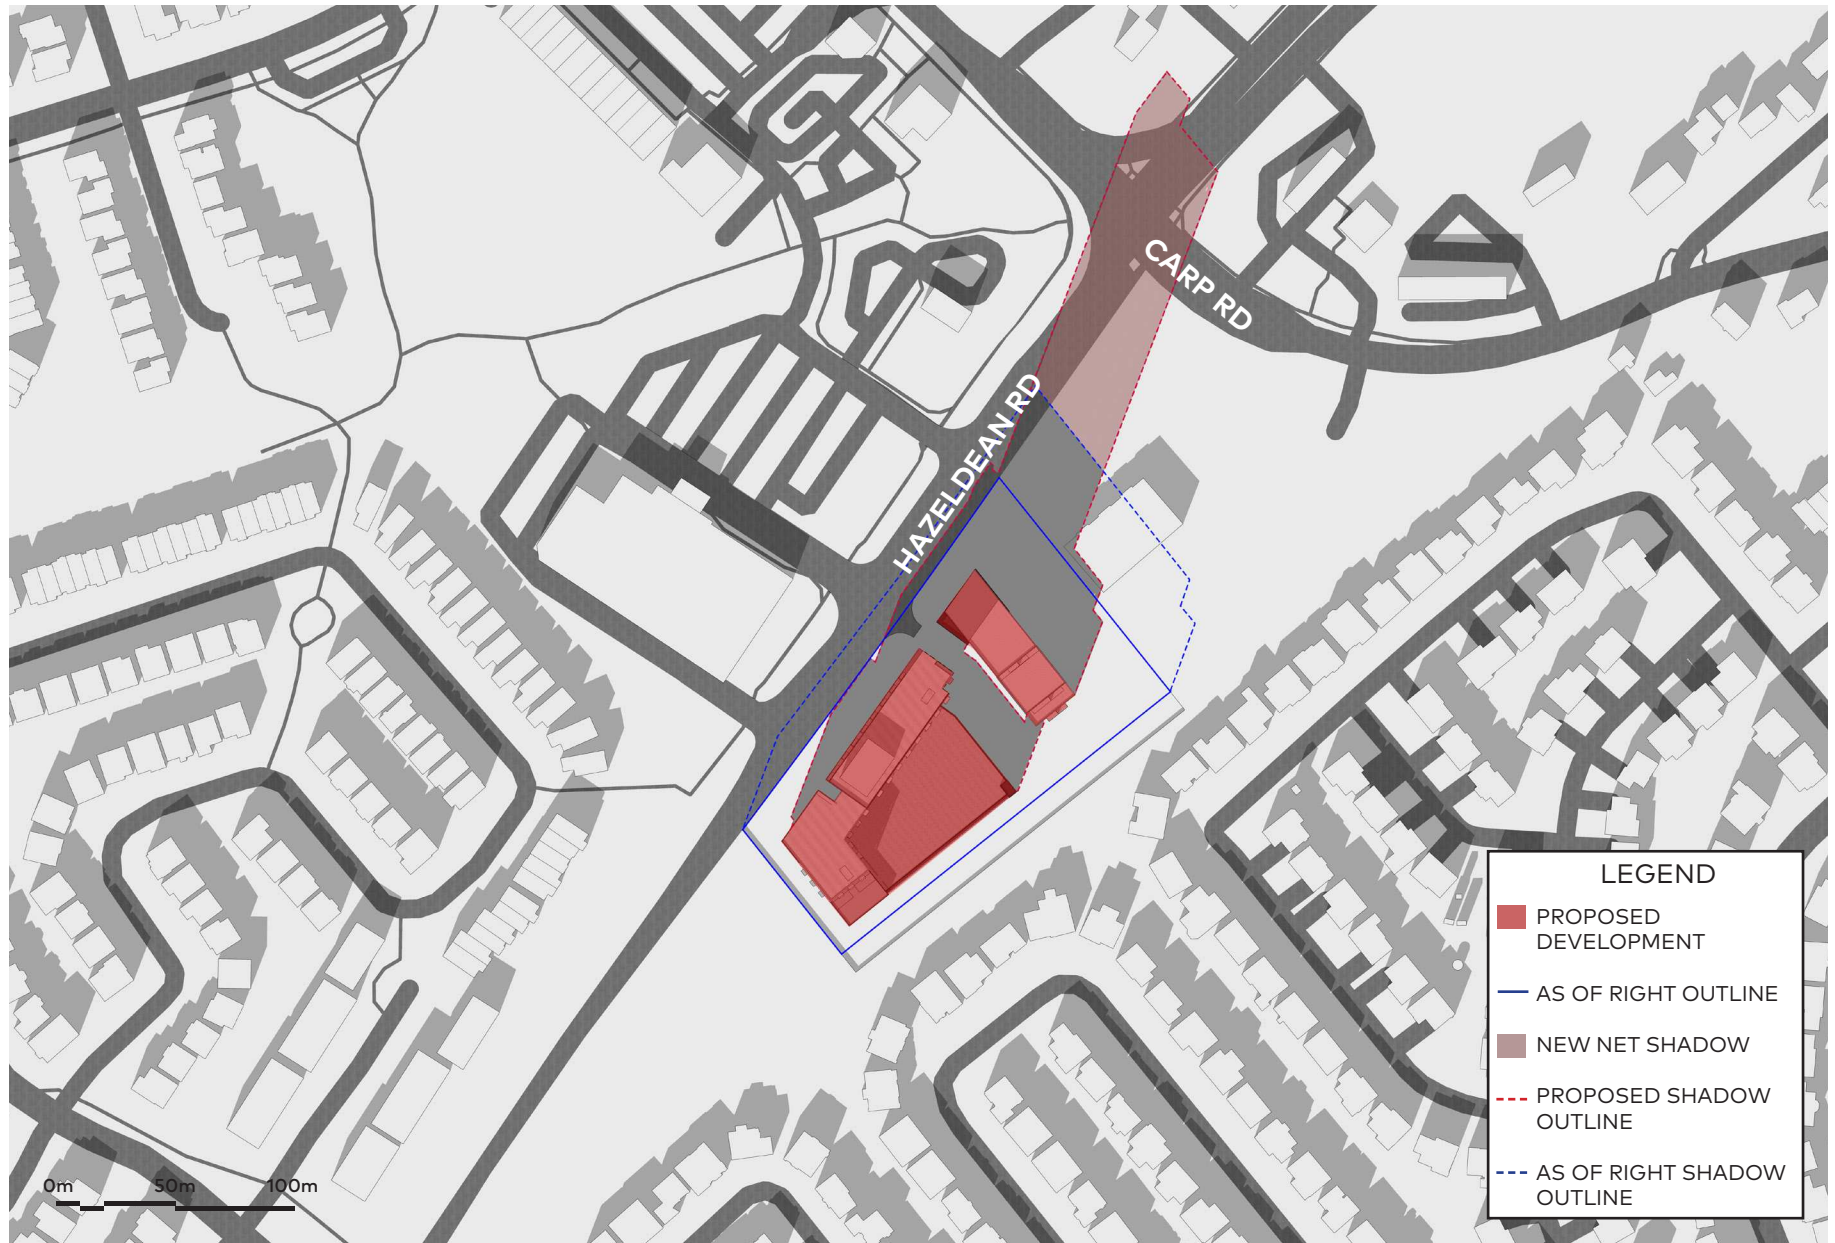 CARP RD
HAZELDEAN RD
LEGEND
PROPOSED
DEVELOPMENT
AS OF RIGHT OUTLINE
NEW NET SHADOW
PROPOSED SHADOW
OUTLINE
AS OF RIGHT SHADOW
OUTLINE
0m 50m 100m